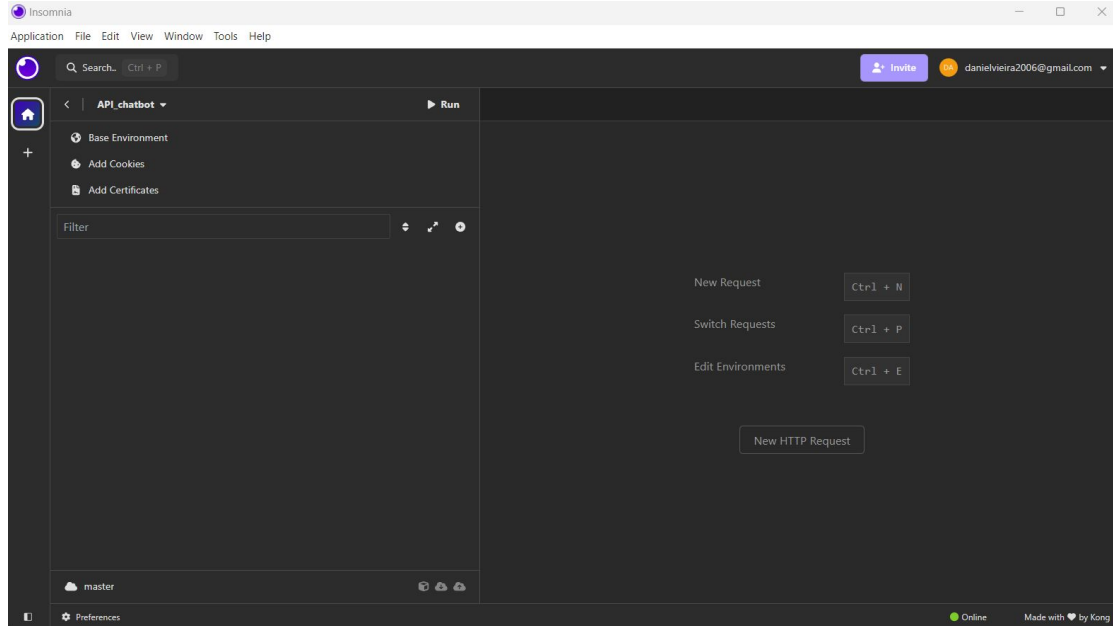 Insomnia
Application File Edit View Window Tools Help
Search.. Ctrl + P
Invite
DA danielvieira2006@gmail.com
API_chatbot
Run
Base Environment
Add Cookies
Add Certificates
Filter
New Request Ctrl + N
Switch Requests Ctrl + P
Edit Environments Ctrl + E
New HTTP Request
master
Preferences
Online
Made with ♥ by Kong